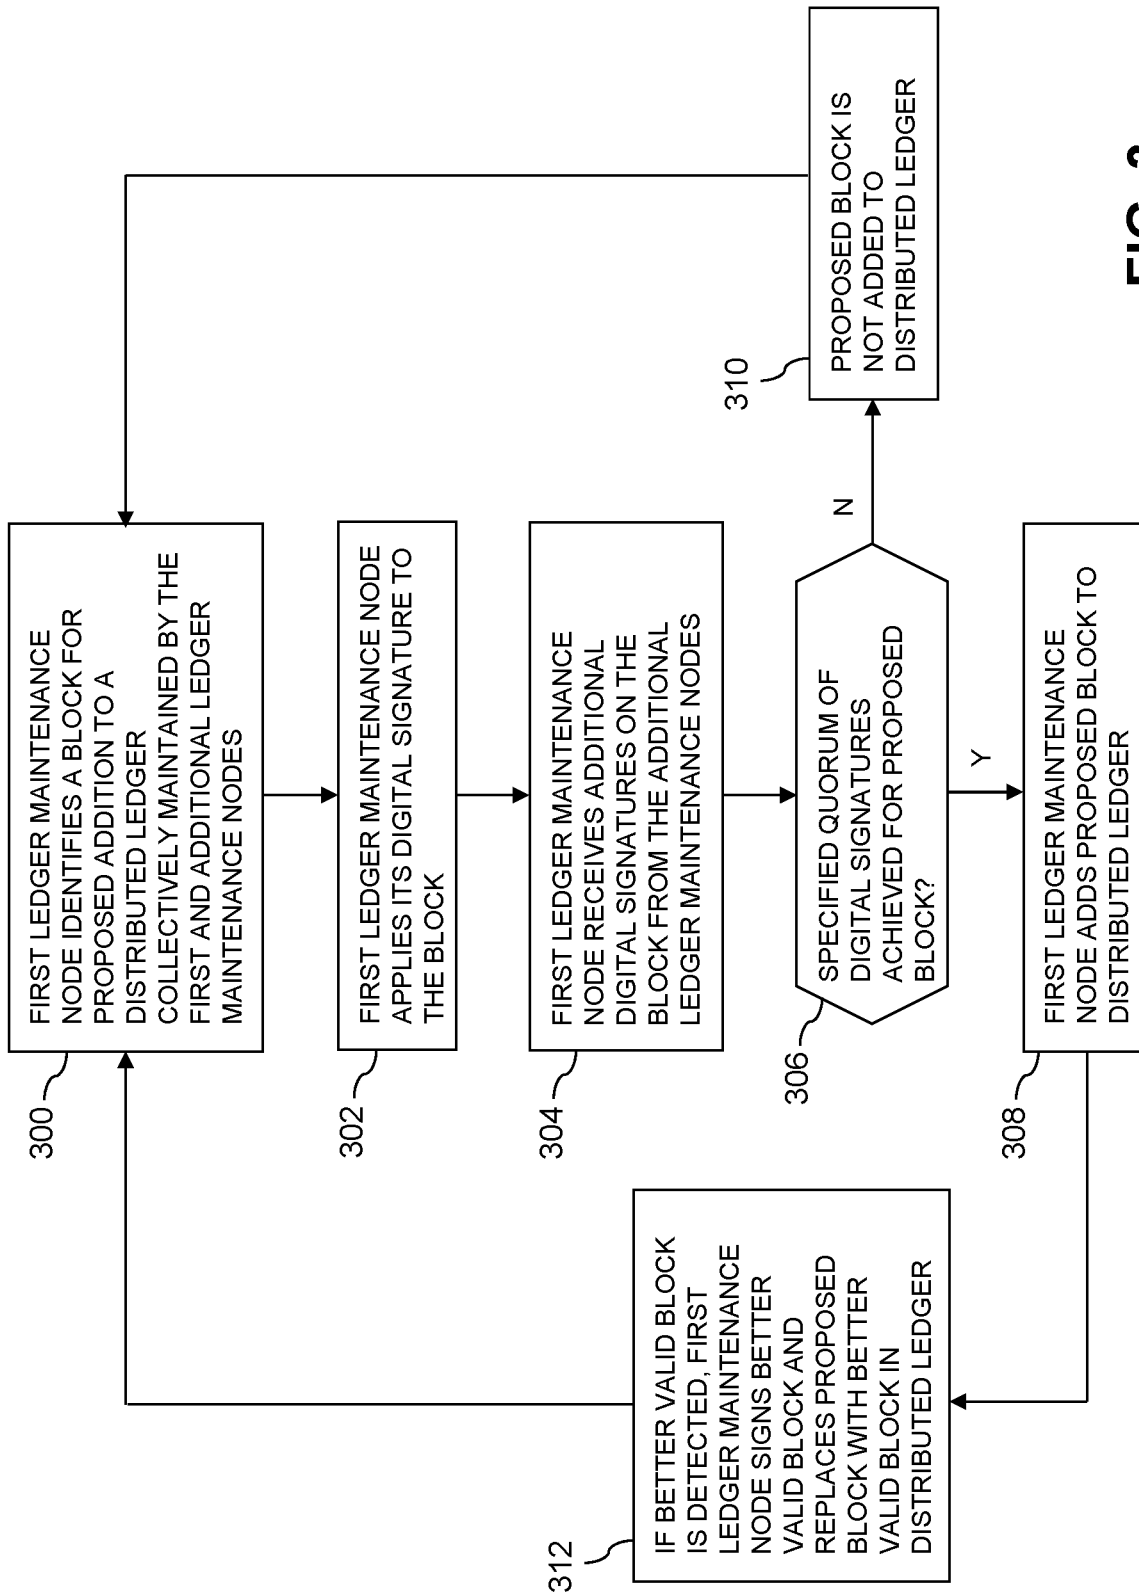 300
FIRST LEDGER MAINTENANCE
NODE IDENTIFIES A BLOCK FOR
PROPOSED ADDITION TO A
DISTRIBUTED LEDGER
COLLECTIVELY MAINTAINED BY THE
FIRST AND ADDITIONAL LEDGER
MAINTENANCE NODES
302
FIRST LEDGER MAINTENANCE NODE
APPLIES ITS DIGITAL SIGNATURE TO
THE BLOCK
304
FIRST LEDGER MAINTENANCE
NODE RECEIVES ADDITIONAL
DIGITAL SIGNATURES ON THE
BLOCK FROM THE ADDITIONAL
LEDGER MAINTENANCE NODES
306
SPECIFIED QUORUM OF
DIGITAL SIGNATURES
ACHIEVED FOR PROPOSED
BLOCK?
N
Y
310
PROPOSED BLOCK IS
NOT ADDED TO
DISTRIBUTED LEDGER
308
FIRST LEDGER MAINTENANCE
NODE ADDS PROPOSED BLOCK TO
DISTRIBUTED LEDGER
312
IF BETTER VALID BLOCK
IS DETECTED, FIRST
LEDGER MAINTENANCE
NODE SIGNS BETTER
VALID BLOCK AND
REPLACES PROPOSED
BLOCK WITH BETTER
VALID BLOCK IN
DISTRIBUTED LEDGER
FIG.